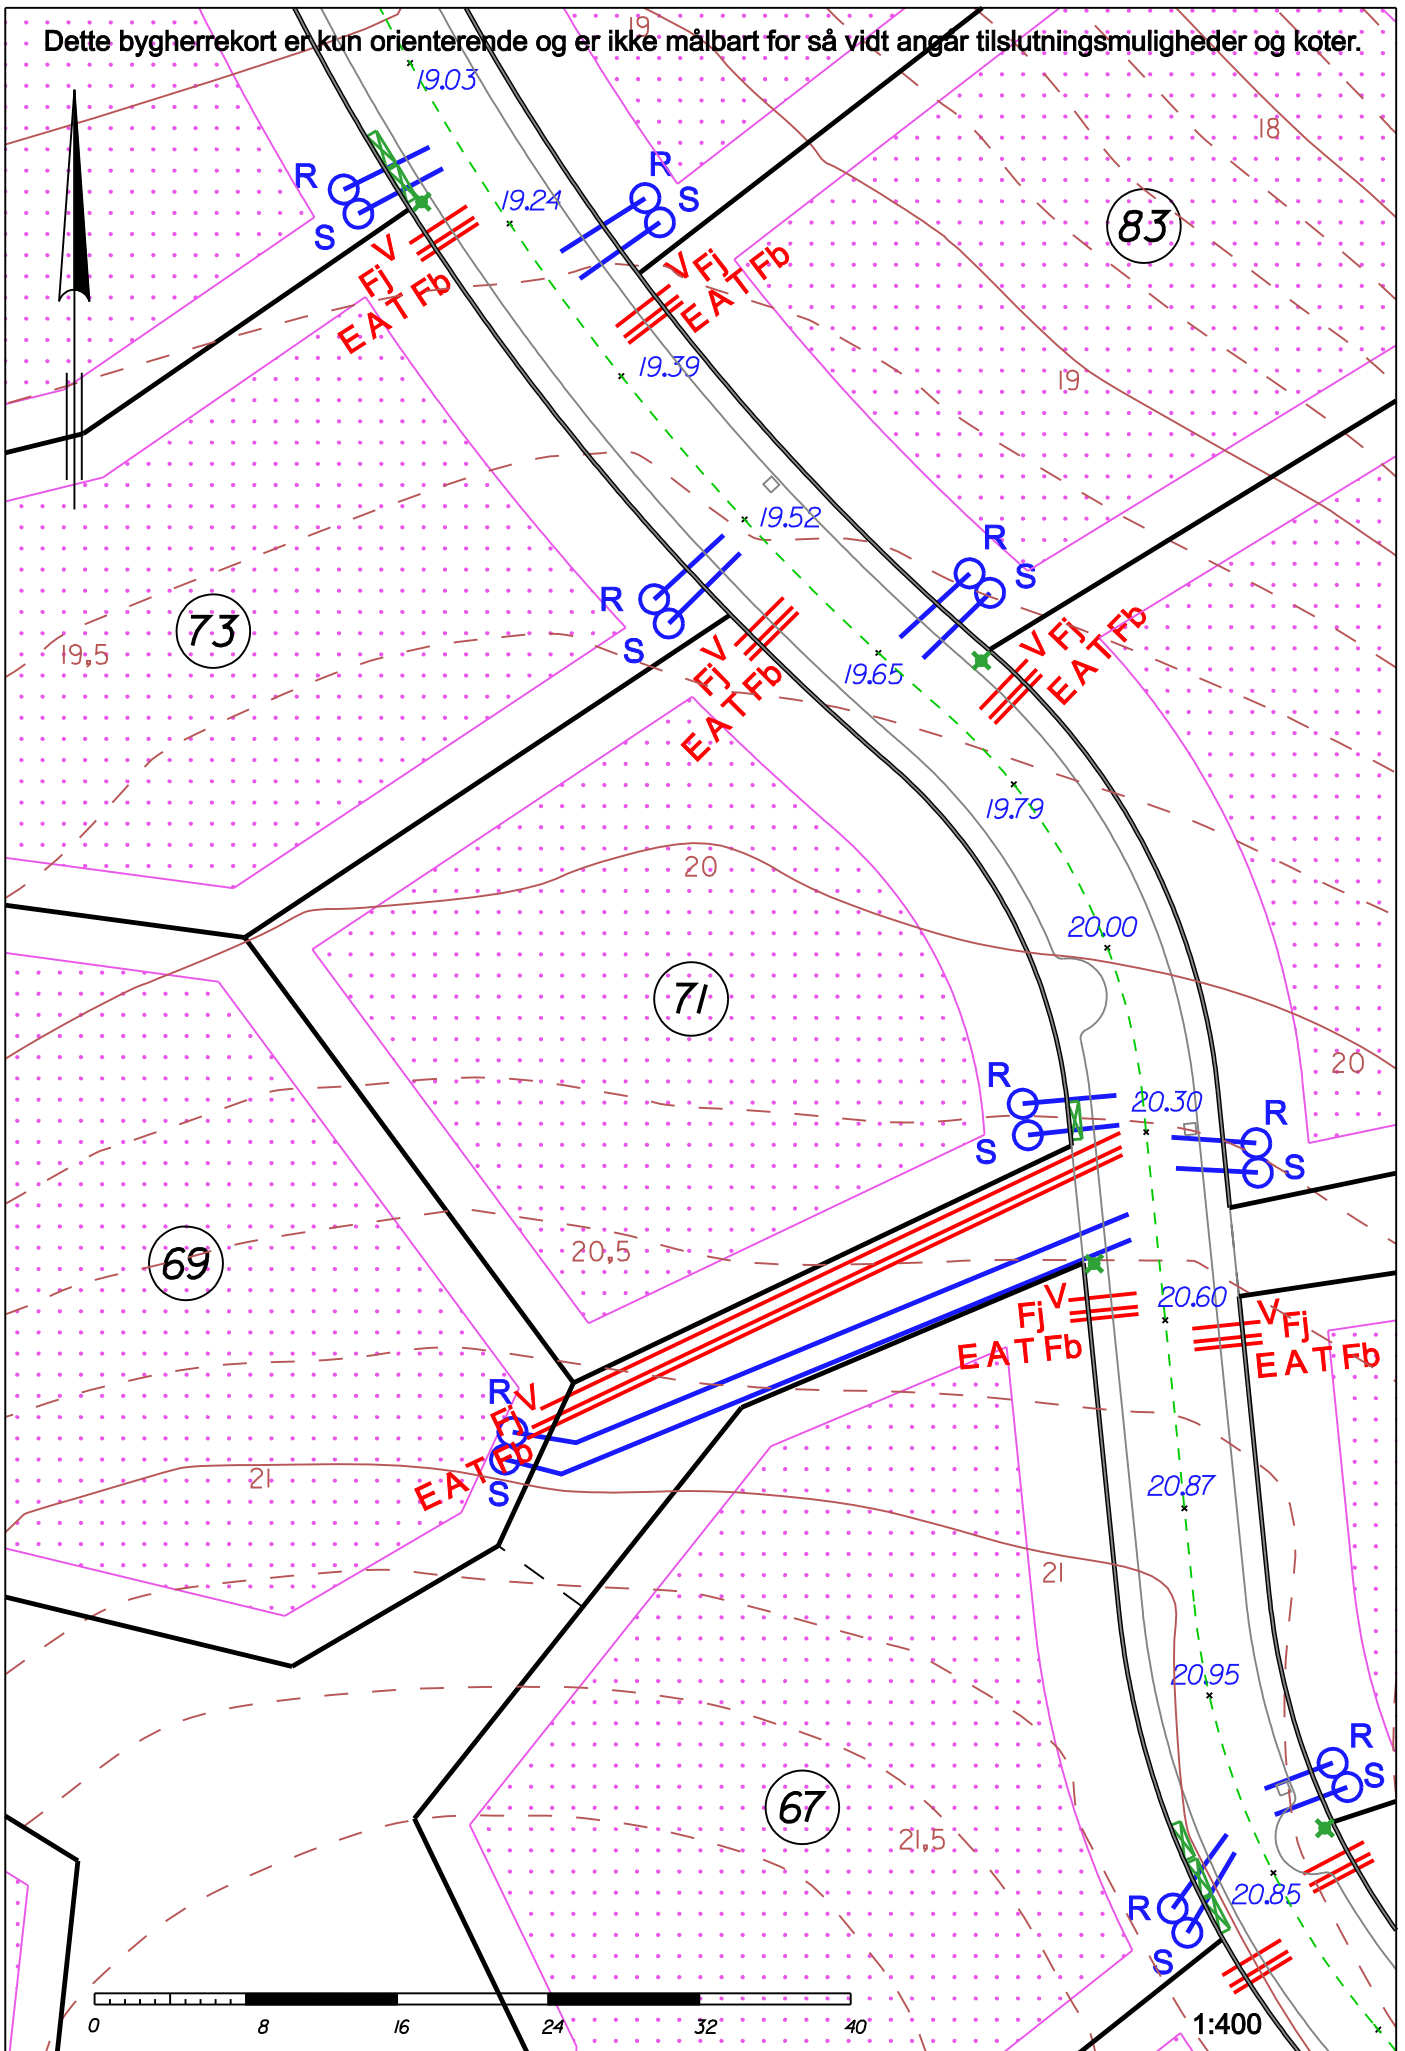 Dette bygherrekort er kun orienterende og er ikke målbart for så vidt angår tilslutningsmuligheder og koter.
19
19.03
18
R
R
S
19.24
83
S
V
Fj
E A T Fb
V Fj
E A T Fb
19.39
19
19.52
R
S
73
R
S
19,5
V
Fj
E A T Fb
V Fj
E A T Fb
19.65
19.79
20
20.00
71
20
R
20.30
R
S
S
69
20,5
V
Fj
E A T Fb
20.60
V Fj
E A T Fb
R
V
Fj
E A T Fb
S
21
20.87
21
20.95
R
S
67
21,5
20.85
R
S
0 8 16 24 32 40
1:400